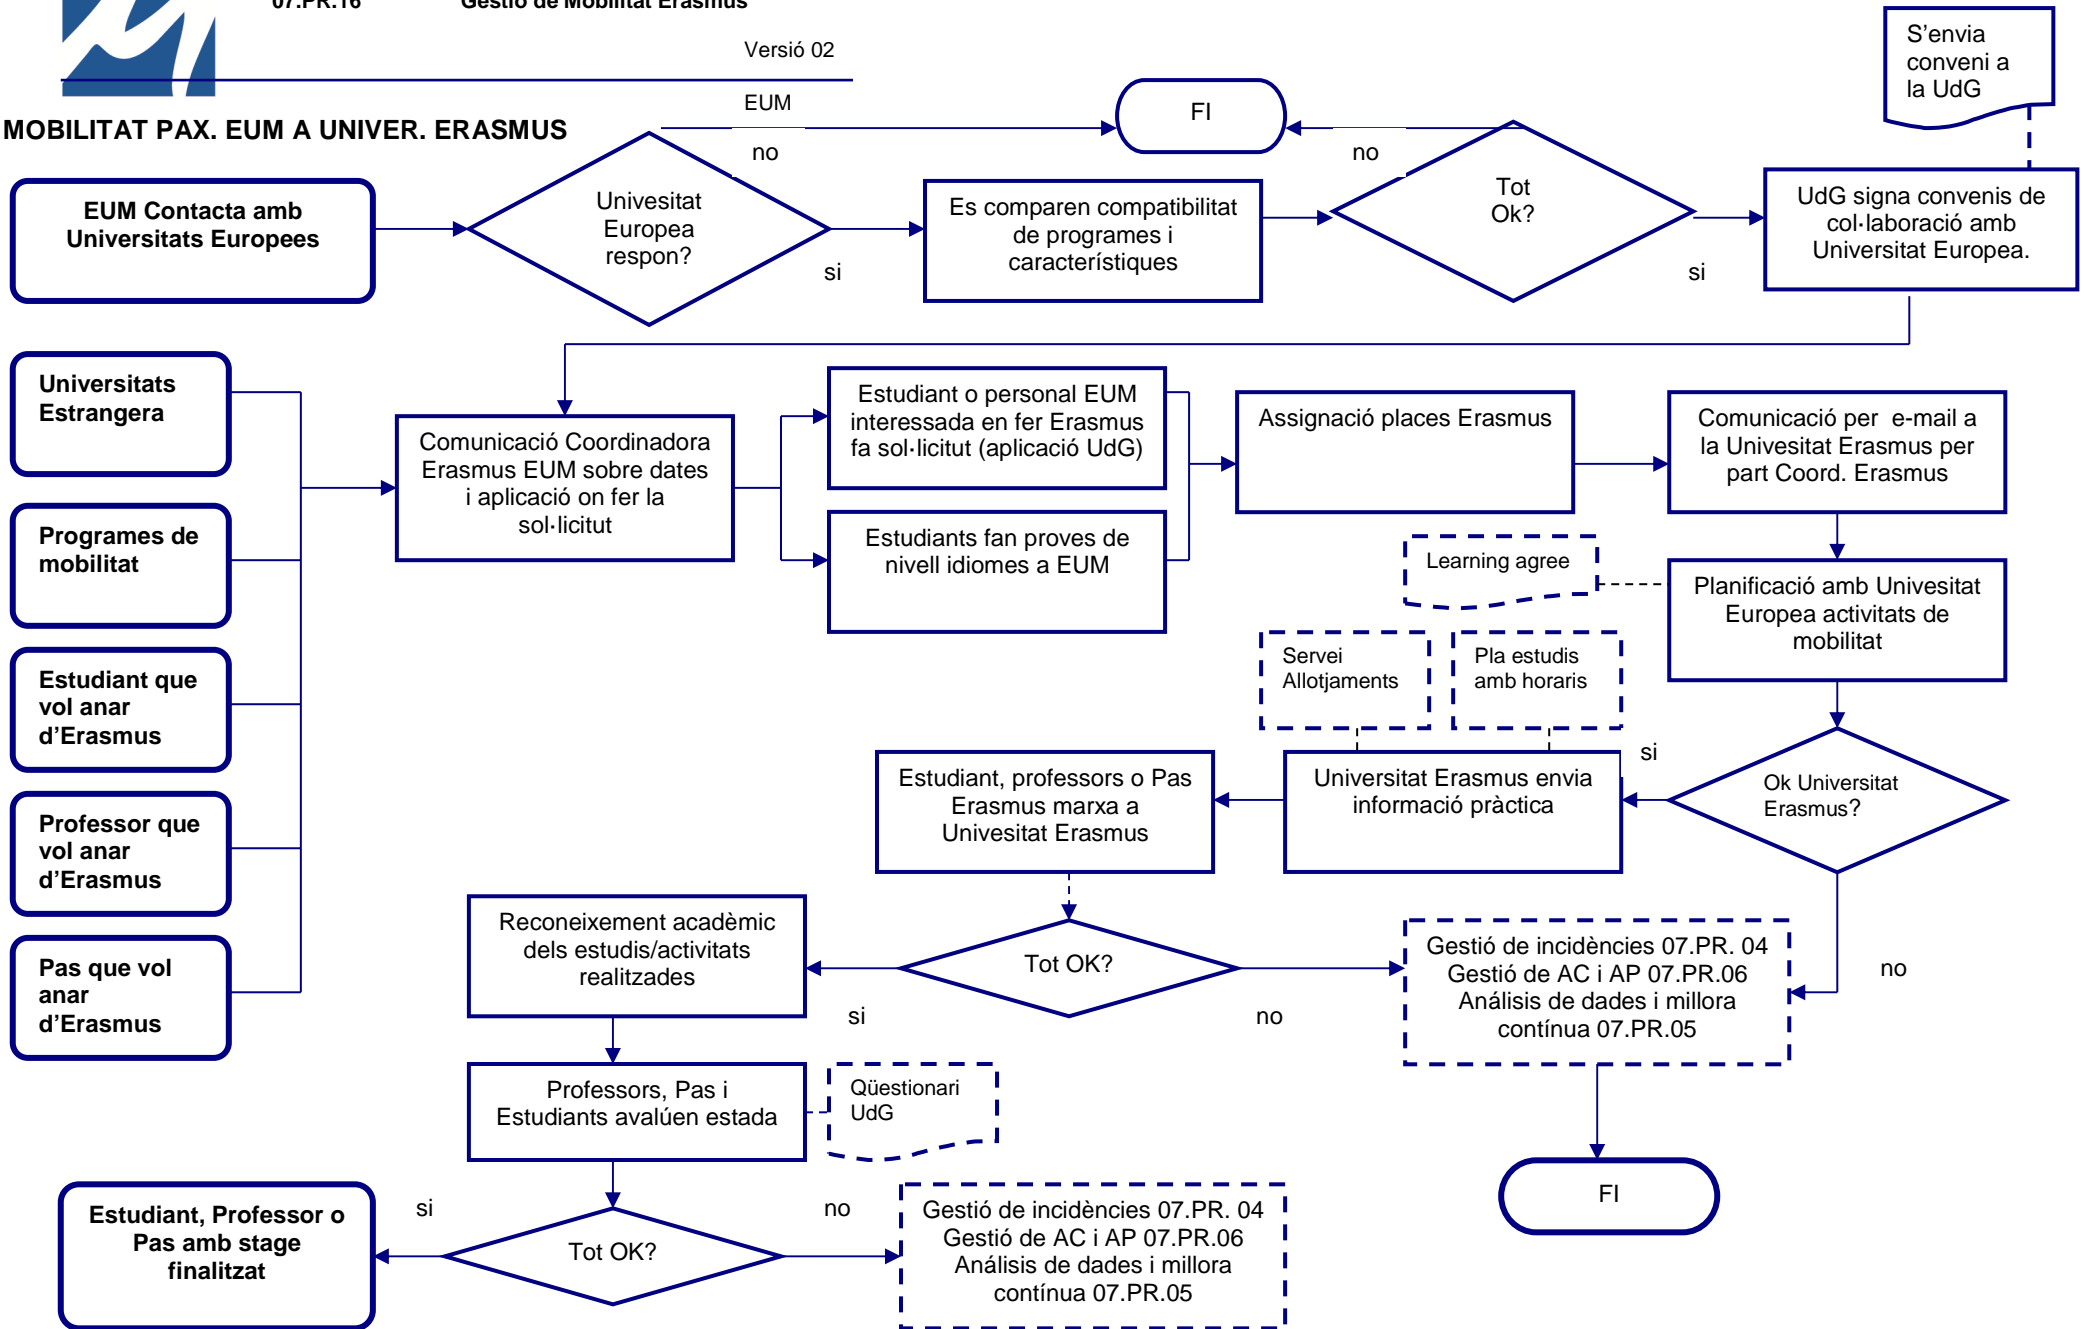 07.PR.16 Gestió de Mobilitat Erasmus
Versió 02
EUM
MOBILITAT PAX. EUM A UNIVER. ERASMUS
S’envia
conveni a
la UdG
FI
no
no
EUM Contacta amb
Universitats Europees
Univesitat
Europea
respon?
si
Es comparen compatibilitat
de programes i
característiques
Tot
Ok?
si
UdG signa convenis de
col·laboració amb
Universitat Europea.
Universitats
Estrangera
Programes de
mobilitat
Estudiant que
vol anar
d’Erasmus
Professor que
vol anar
d’Erasmus
Pas que vol
anar
d’Erasmus
Comunicació Coordinadora
Erasmus EUM sobre dates
i aplicació on fer la
sol·licitut
Estudiant o personal EUM
interessada en fer Erasmus
fa sol·licitut (aplicació UdG)
Estudiants fan proves de
nivell idiomes a EUM
Assignació places Erasmus
Comunicació per  e-mail a
la Univesitat Erasmus per
part Coord. Erasmus
Learning agree
Planificació amb Univesitat
Europea activitats de
mobilitat
Servei
Allotjaments
Pla estudis
amb horaris
si
Ok Universitat
Erasmus?
Universitat Erasmus envia
informació pràctica
Estudiant, professors o Pas
Erasmus marxa a
Univesitat Erasmus
no
Tot OK?
si
no
Gestió de incidències 07.PR. 04
Gestió de AC i AP 07.PR.06
Análisis de dades i millora
contínua 07.PR.05
FI
Reconeixement acadèmic
dels estudis/activitats
realitzades
Professors, Pas i
Estudiants avalúen estada
Qüestionari
UdG
Tot OK?
si
no
Estudiant, Professor o
Pas amb stage
finalitzat
Gestió de incidències 07.PR. 04
Gestió de AC i AP 07.PR.06
Análisis de dades i millora
contínua 07.PR.05